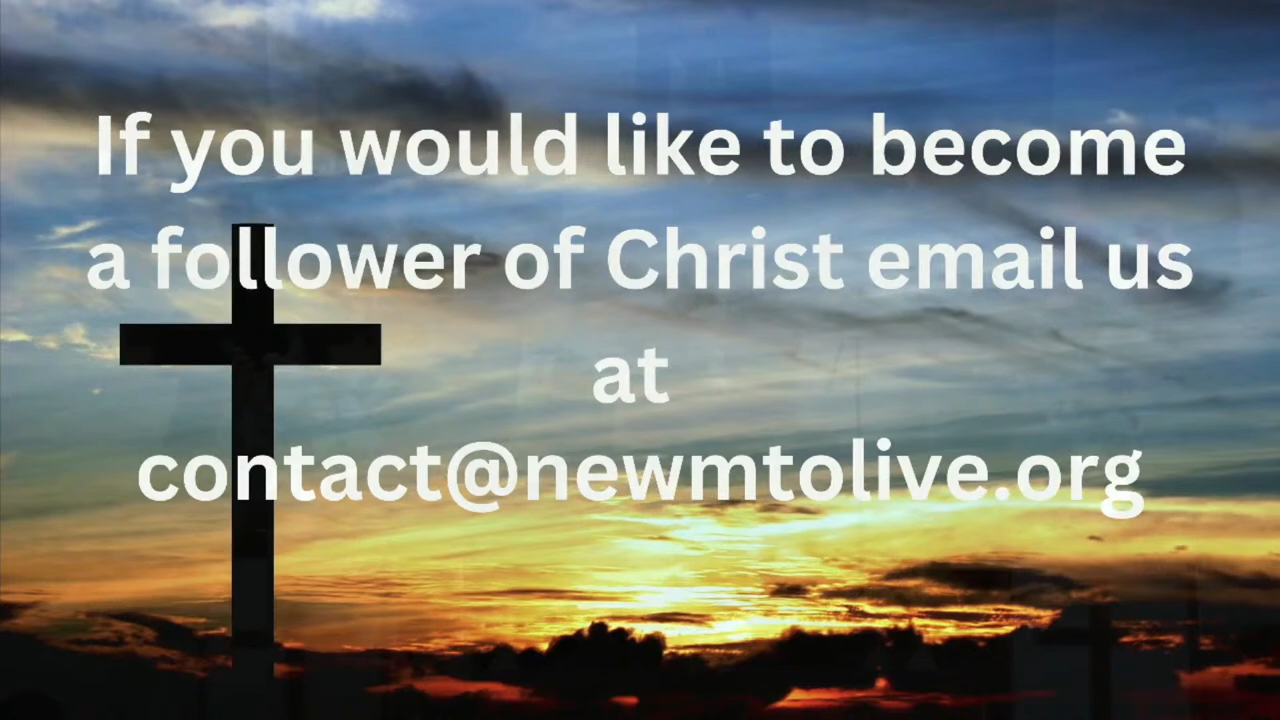 If you would like to become
a follower of Christ email us
at
contact@newmtolive.org